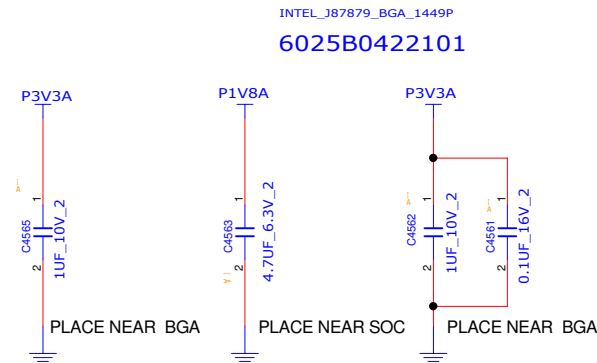 INTEL_J87879_BGA_1449P
6025B0422101
P3V3A
P1V8A
P3V3A
1
C4565
1UF_10V_2
2
1
C4563
4.7UF_6.3V_2
2
1
C4562
1UF_10V_2
2
1
C4561
0.1UF_16V_2
2
PLACE NEAR BGA
PLACE NEAR SOC
PLACE NEAR BGA